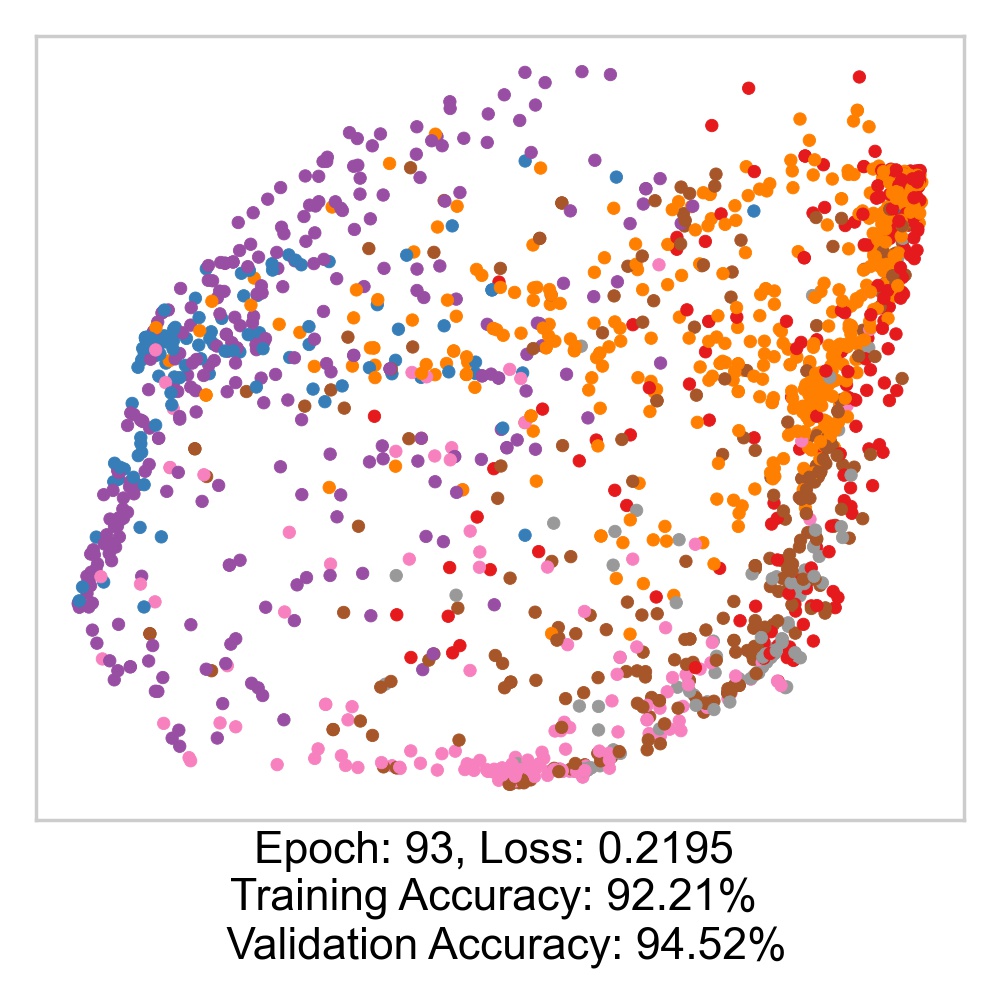 Epoch: 93, Loss: 0.2195
Training Accuracy: 92.21%
Validation Accuracy: 94.52%